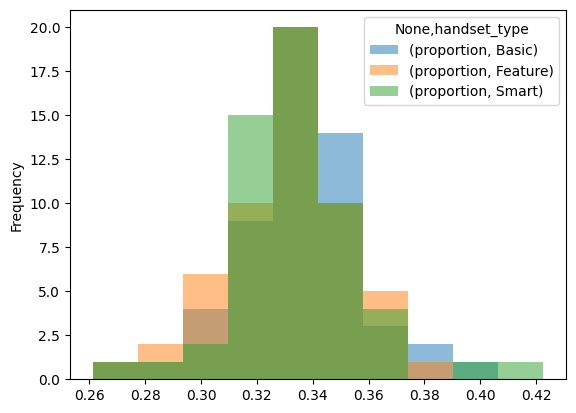 None,handset_type
(proportion, Basic)
(proportion, Feature)
(proportion, Smart)
Frequency
20.0
17.5
15.0
12.5
10.0
7.5
5.0
2.5
0.0
0.26 0.28 0.30 0.32 0.34 0.36 0.38 0.40 0.42